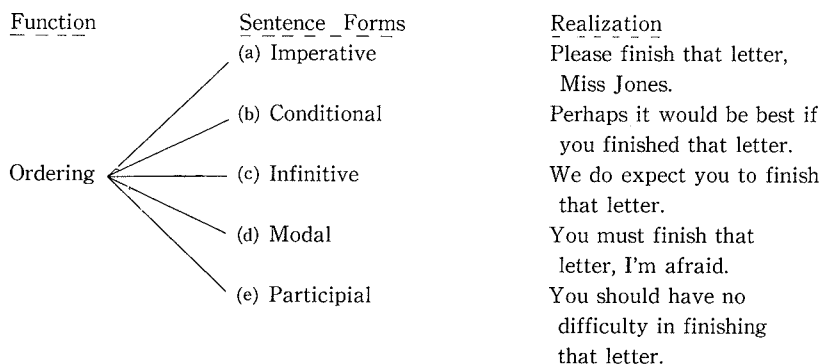 Function Sentence Forms Realization
(a) Imperative Please finish that letter,
Miss Jones.
(b) Conditional Perhaps it would be best if
you finished that letter.
Ordering (c) Infinitive We do expect you to finish
that letter.
(d) Modal You must finish that
letter, I'm afraid.
(e) Participial You should have no
difficulty in finishing
that letter.